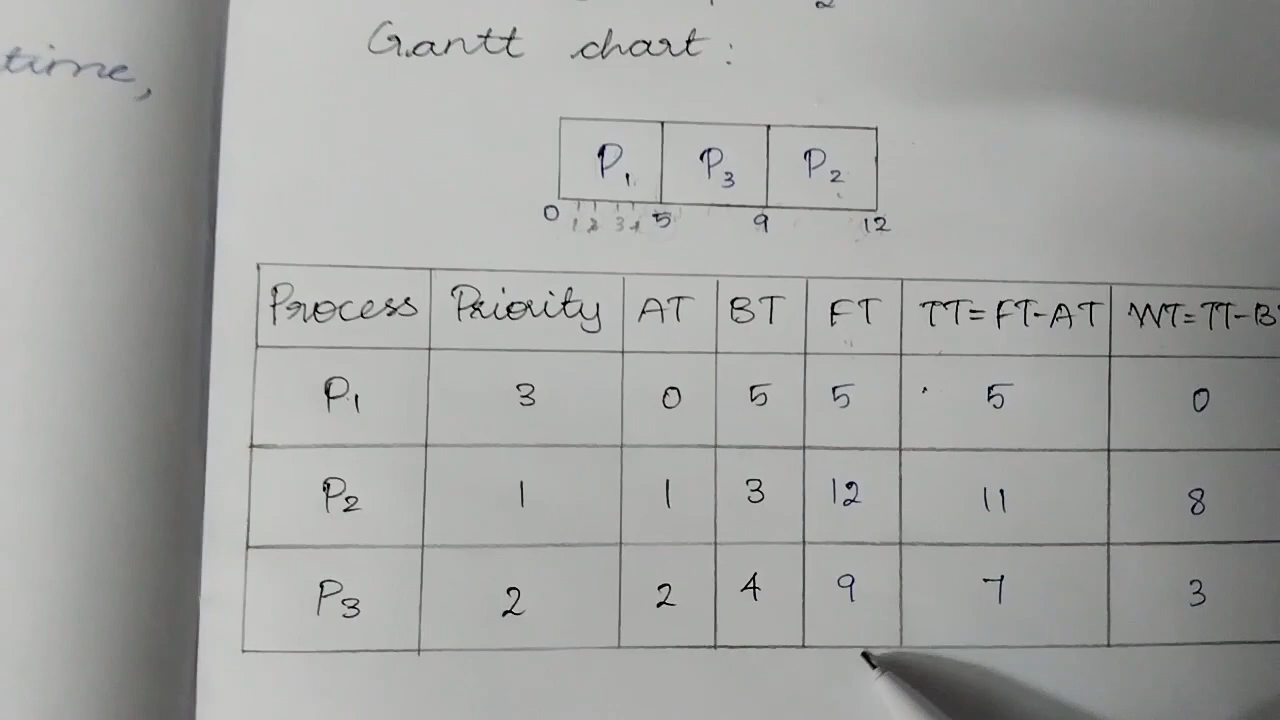 time,
Gantt chart :
P1 P3 P2
0 1 2 3 4 5 9 12
Process Priority AT BT FT TT=FT-AT WT=TT-B
P1 3 0 5 5 5 0
P2 1 1 3 12 11 8
P3 2 2 4 9 7 3